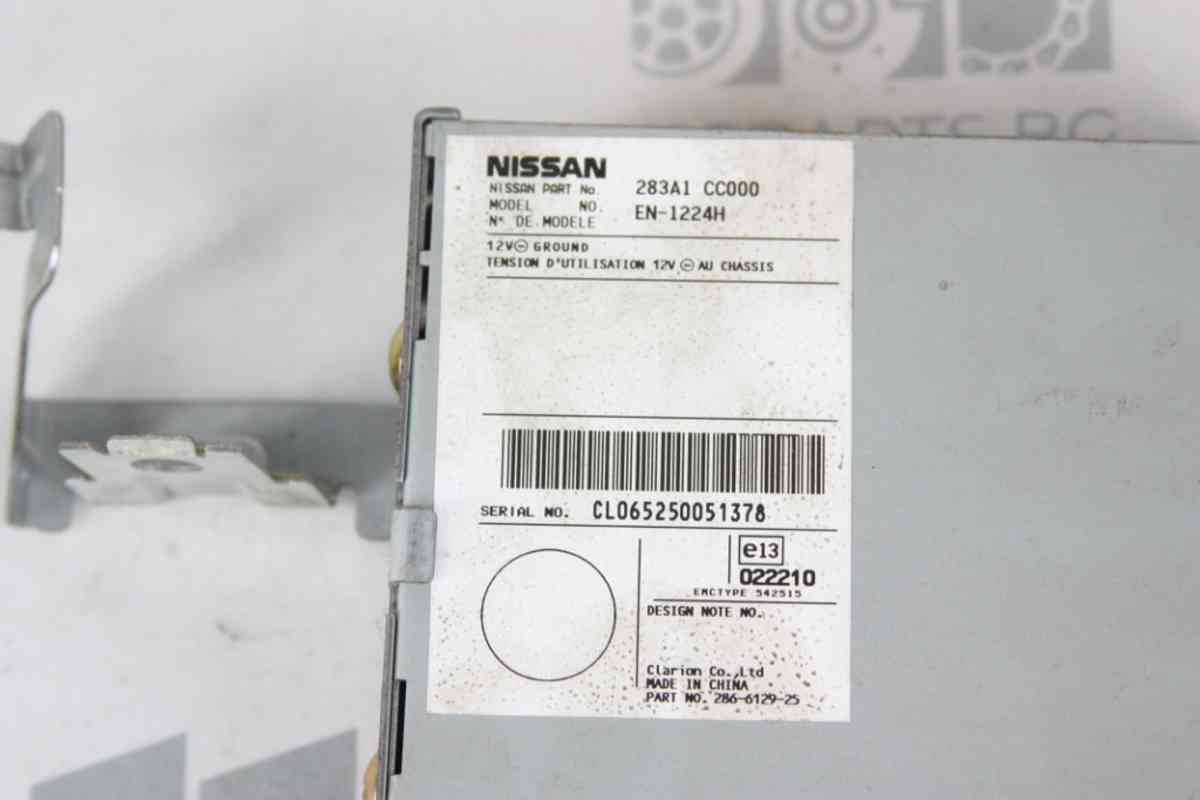 NISSAN
NISSAN PART No. 283A1 CC000
MODEL NO. EN-1224H
N° DE MODELE
12V⊖ GROUND
TENSION D'UTILISATION 12V ⊖ AU CHASSIS
SERIAL NO. CL065250051378
e13
022210
EMCTYPE 542515
DESIGN NOTE NO.
Clarion Co.,Ltd
MADE IN CHINA
PART NO. 286-6129-25